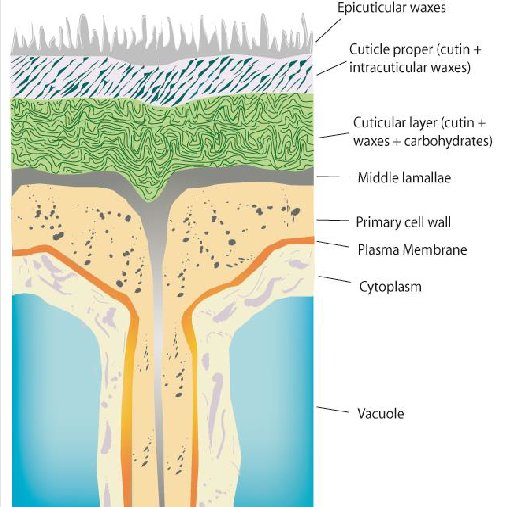 Epicuticular waxes
Cuticle proper (cutin +
intracuticular waxes)
Cuticular layer (cutin +
waxes + carbohydrates)
Middle lamallae
Primary cell wall
Plasma Membrane
Cytoplasm
Vacuole